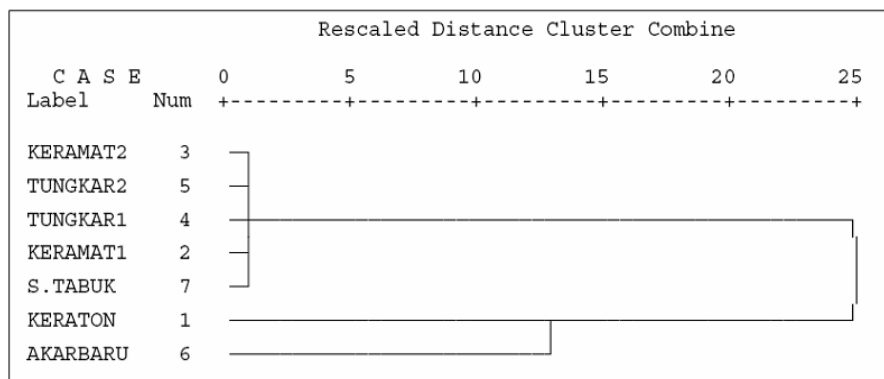 Rescaled Distance Cluster Combine
C A S E 0 5 10 15 20 25
Label Num +---------+---------+---------+---------+---------+
KERAMAT2 3
TUNGKAR2 5
TUNGKAR1 4
KERAMAT1 2
S.TABUK 7
KERATON 1
AKARBARU 6